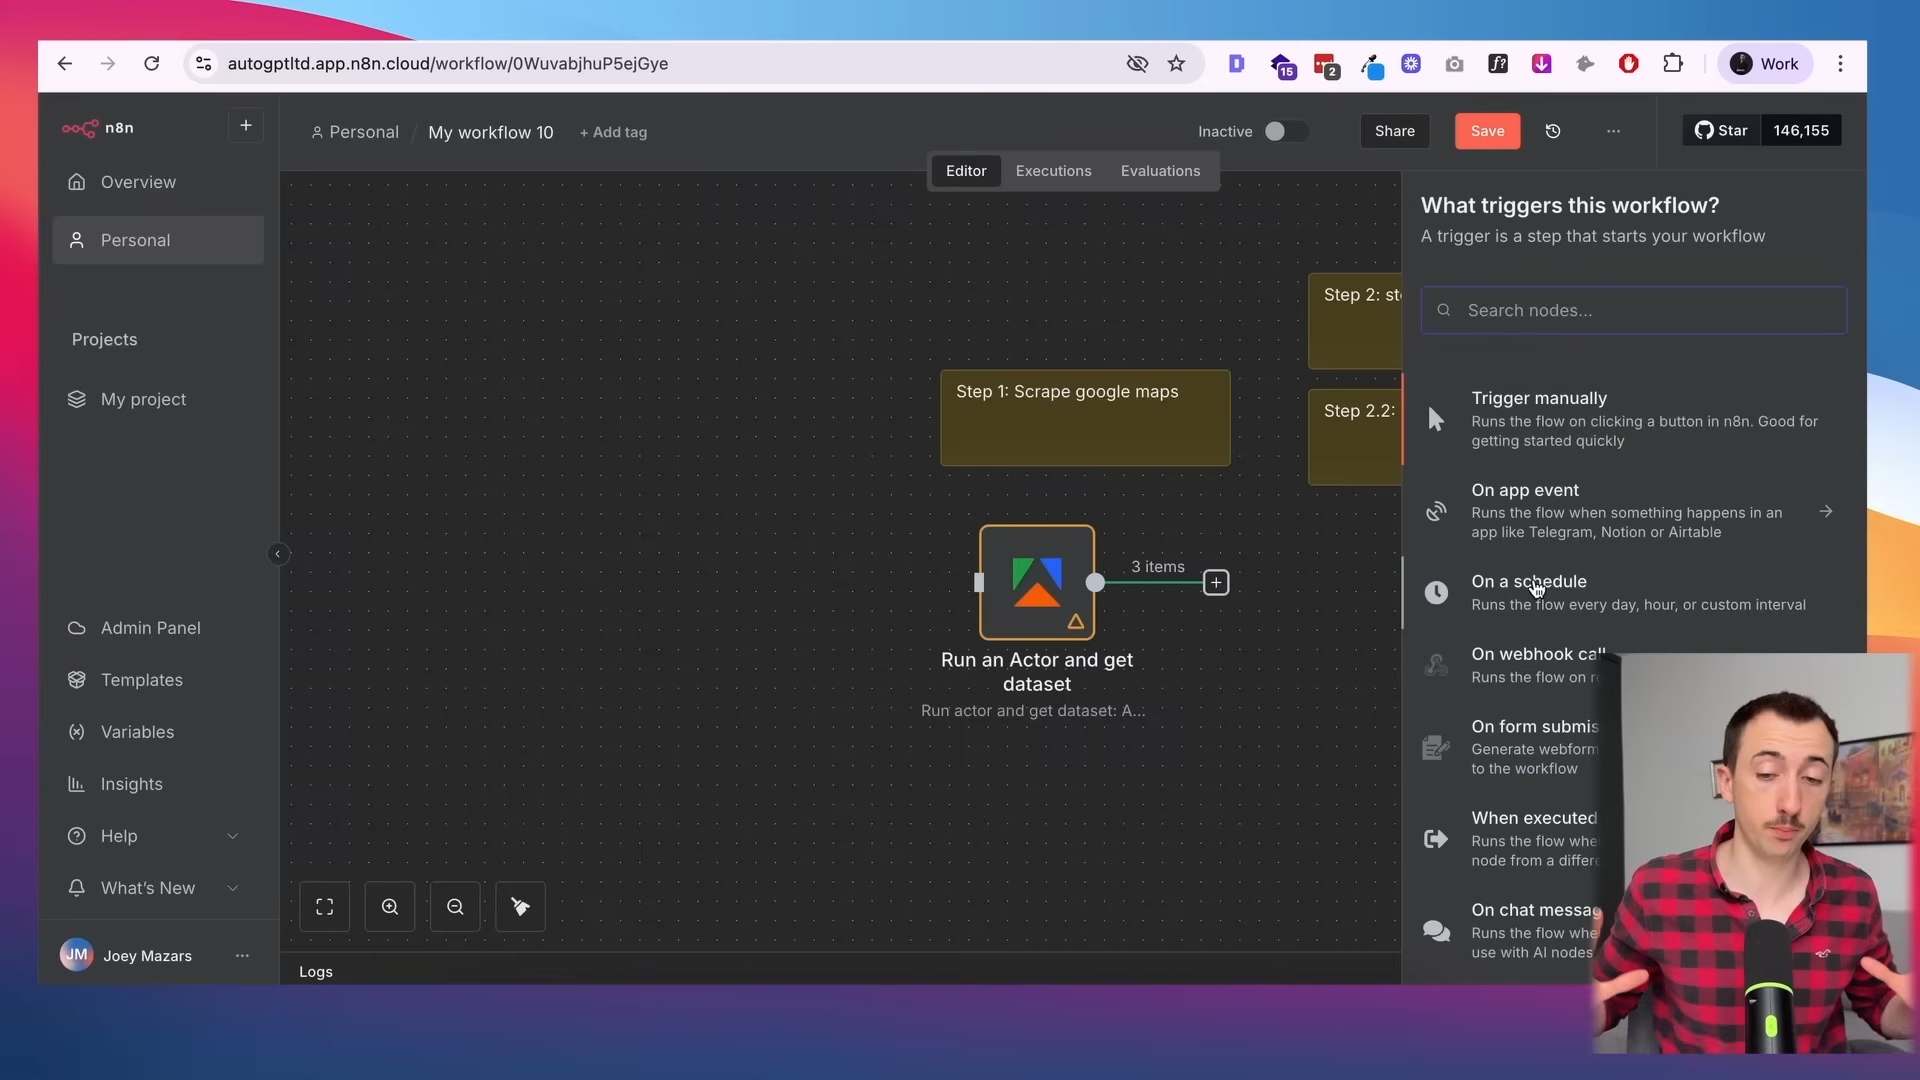 autogptltd.app.n8n.cloud/workflow/0WuvabjhuP5ejGye
15
2
f?
Work
n8n
+
Personal / My workflow 10 + Add tag
Inactive
Share
Save
...
Star 146,155
Editor Executions Evaluations
Overview
Personal
Projects
My project
Admin Panel
Templates
Variables
Insights
Help
What's New
JM Joey Mazars ...
Step 1: Scrape google maps
Step 2:
Step 2.2:
3 items
Run an Actor and get
dataset
Run actor and get dataset: A...
Logs
What triggers this workflow?
A trigger is a step that starts your workflow
Search nodes...
Trigger manually
Runs the flow on clicking a button in n8n. Good for
getting started quickly
On app event
Runs the flow when something happens in an
app like Telegram, Notion or Airtable
On a schedule
Runs the flow every day, hour, or custom interval
On webhook call
Runs the flow on
On form submis
Generate webform
to the workflow
When executed
Runs the flow whe
node from a differe
On chat messag
Runs the flow whe
use with AI nodes